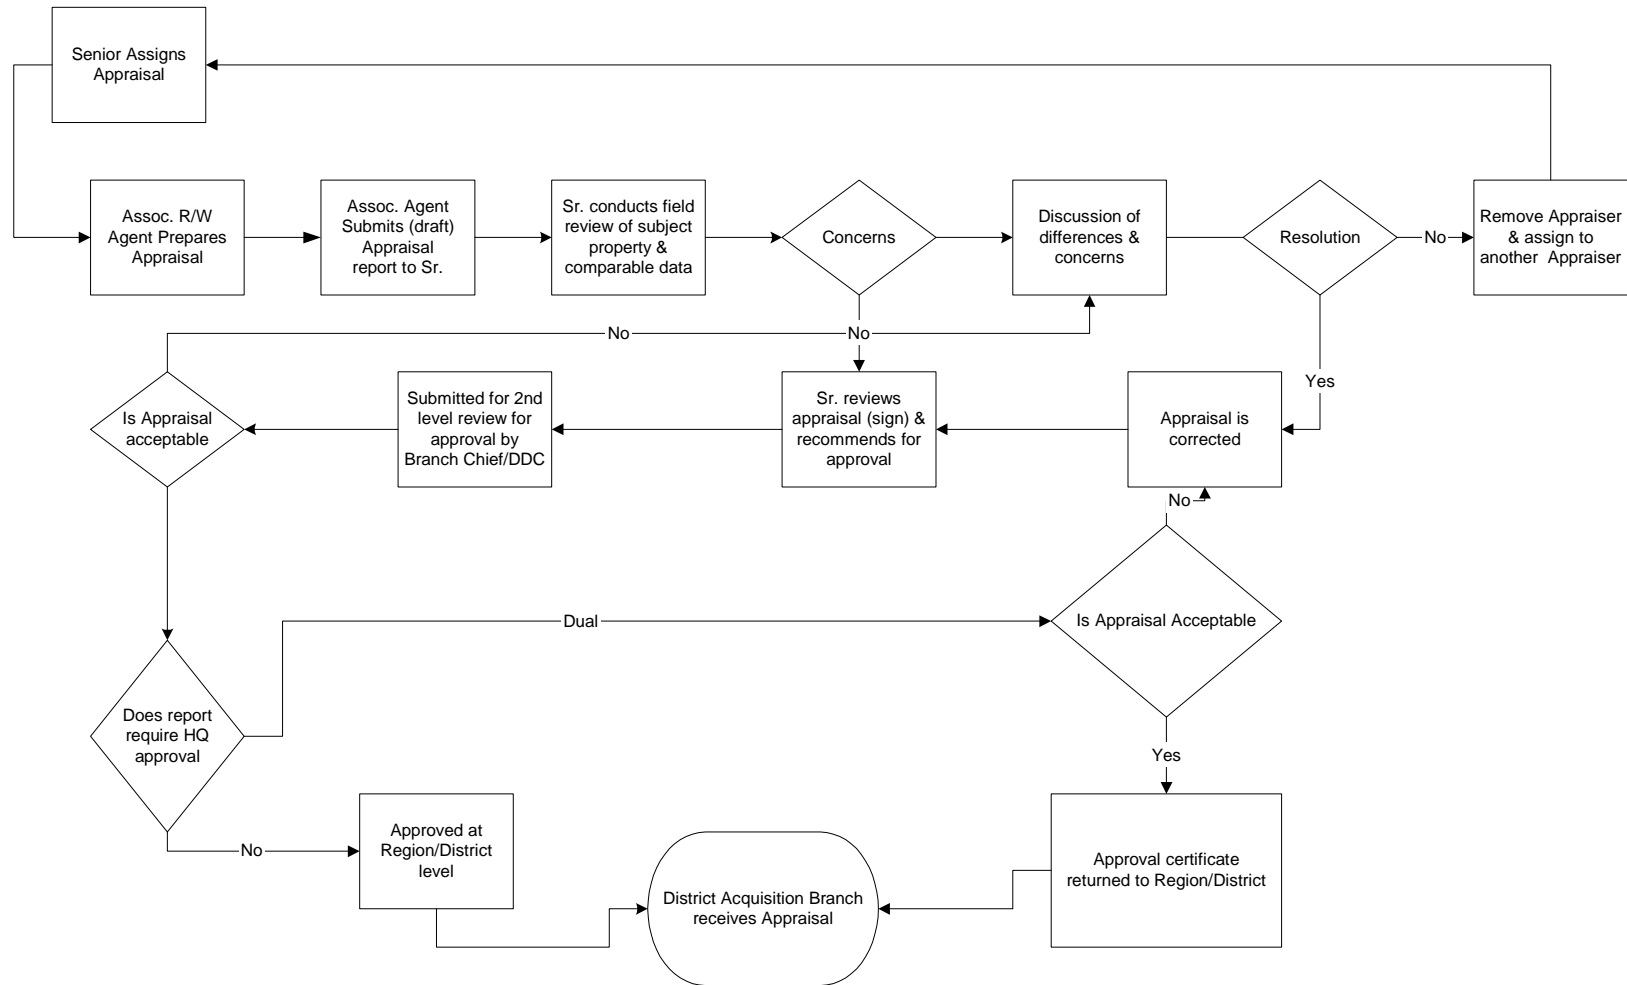 Senior Assigns
Appraisal
Assoc. R/W
Agent Prepares
Appraisal
Assoc. Agent
Submits (draft)
Appraisal
report to Sr.
Sr. conducts field
review of subject
property &
comparable data
Concerns
Discussion of
differences &
concerns
Resolution
No
Remove Appraiser
& assign to
another Appraiser
No
No
Yes
Is Appraisal
acceptable
Submitted for 2nd
level review for
approval by
Branch Chief/DDC
Sr. reviews
appraisal (sign) &
recommends for
approval
Appraisal is
corrected
No
Dual
Is Appraisal Acceptable
Does report
require HQ
approval
Yes
No
Approved at
Region/District
level
District Acquisition Branch
receives Appraisal
Approval certificate
returned to Region/District